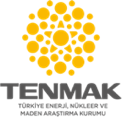 TENMAK
TÜRKİYE ENERJİ, NÜKLEER VE
MADEN ARAŞTIRMA KURUMU